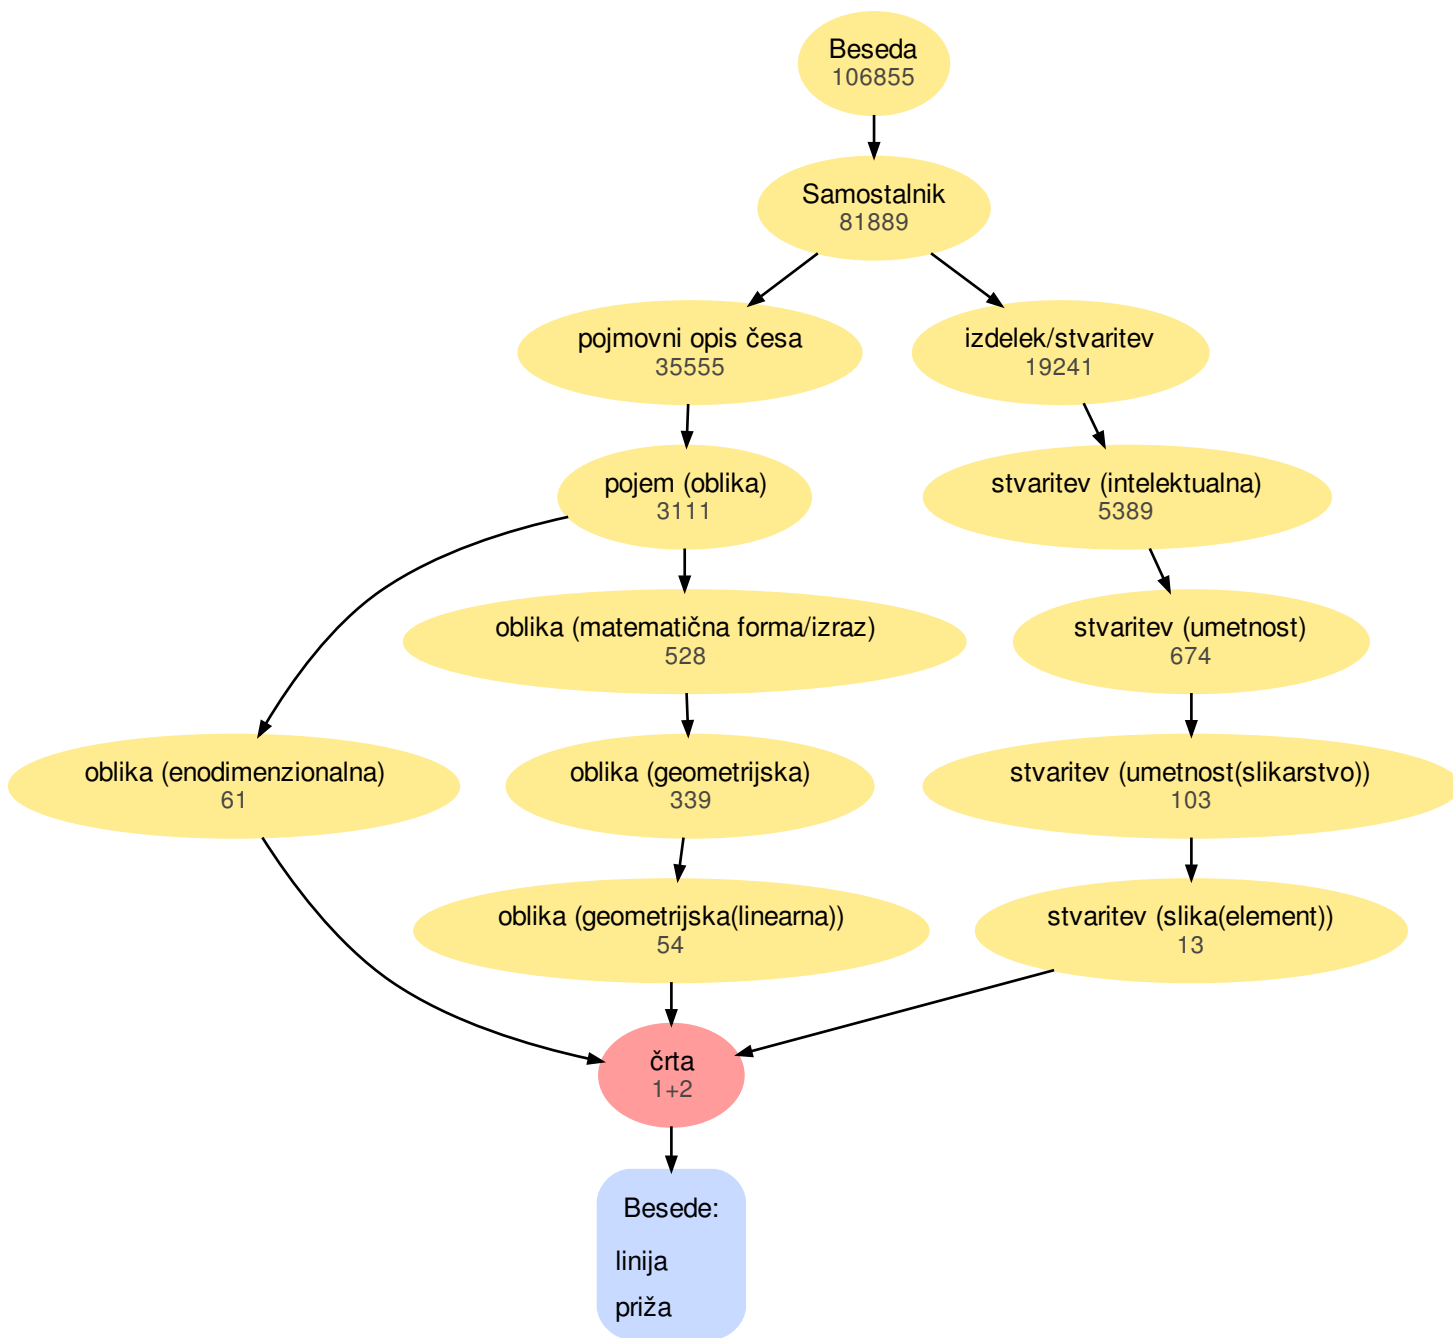 Beseda
106855
Samostalnik
81889
pojmovni opis česa
35555
izdelek/stvaritev
19241
pojem (oblika)
3111
stvaritev (intelektualna)
5389
oblika (matematična forma/izraz)
528
stvaritev (umetnost)
674
oblika (enodimenzionalna)
61
oblika (geometrijska)
339
stvaritev (umetnost(slikarstvo))
103
oblika (geometrijska(linearna))
54
stvaritev (slika(element))
13
črta
1+2
Besede:
linija
priža